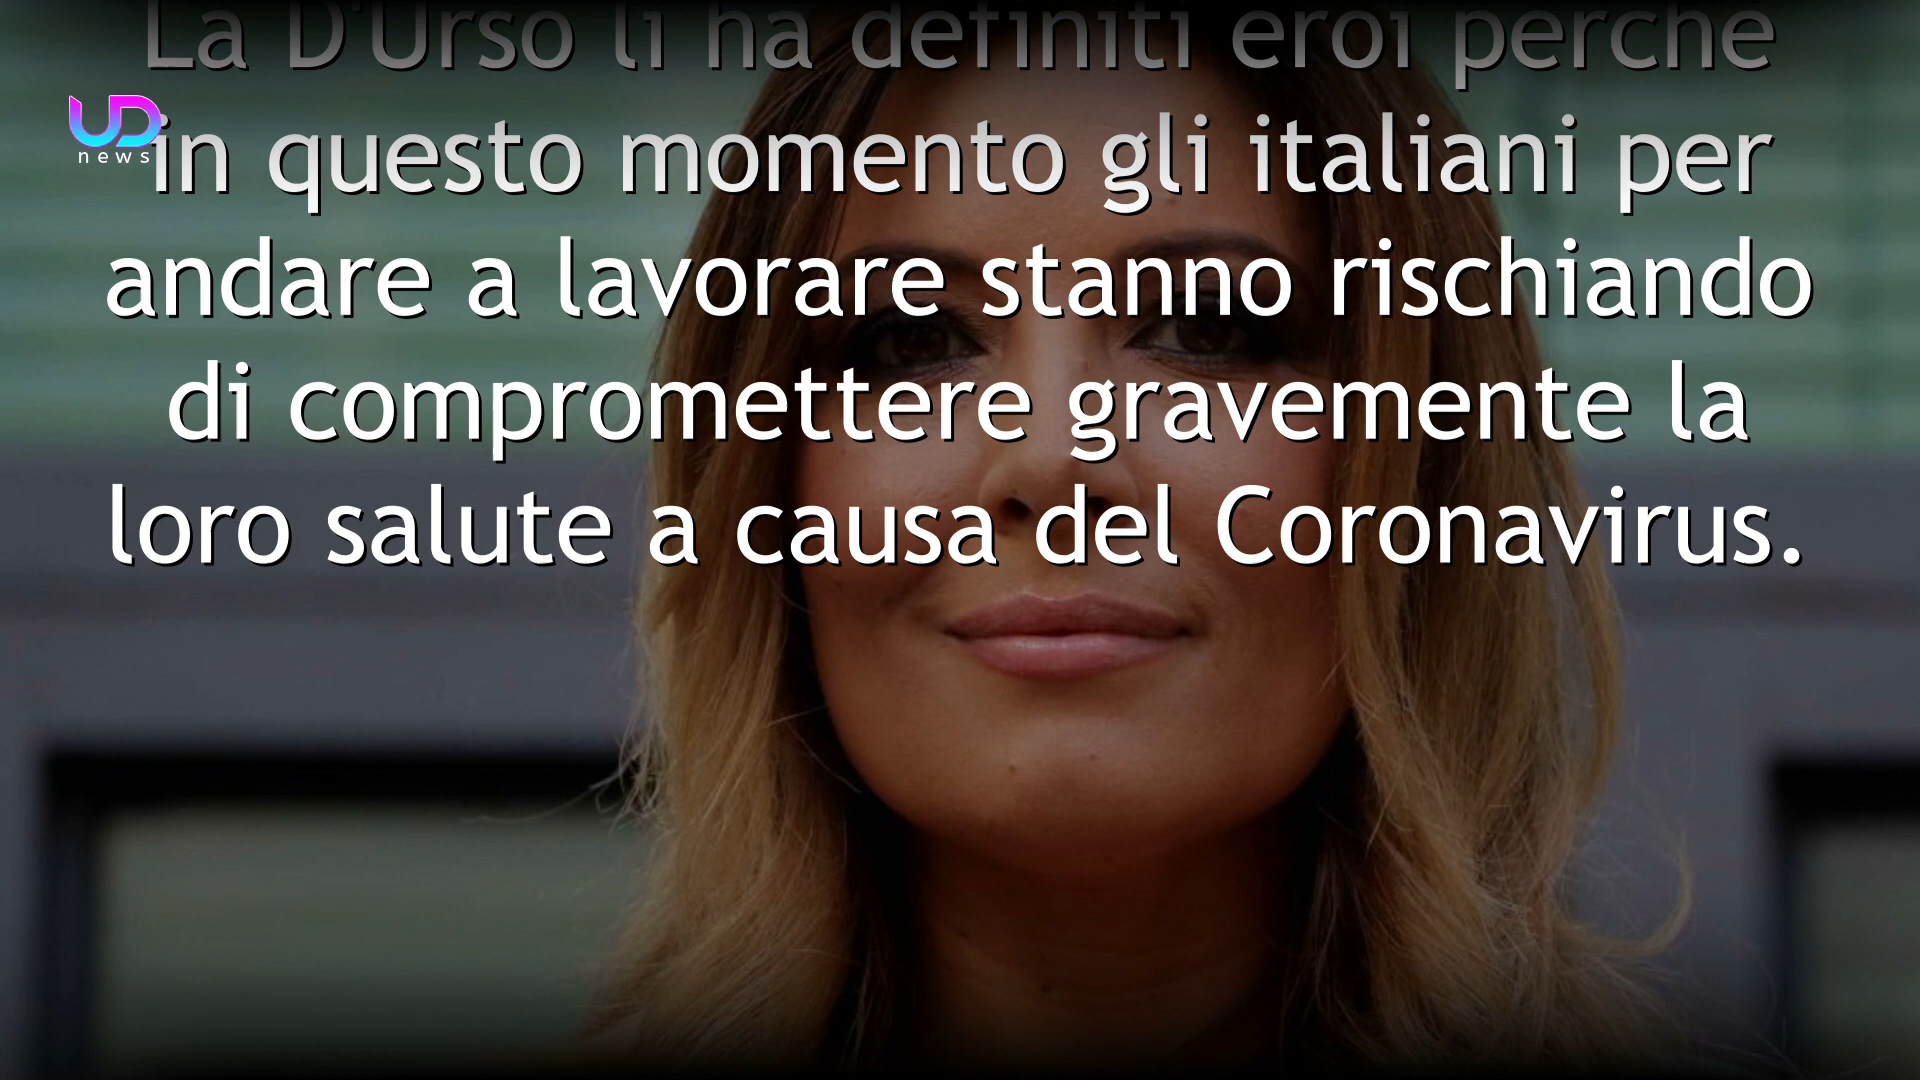 La D'Urso li ha definiti eroi perché
UD
news
in questo momento gli italiani per
andare a lavorare stanno rischiando
di compromettere gravemente la
loro salute a causa del Coronavirus.